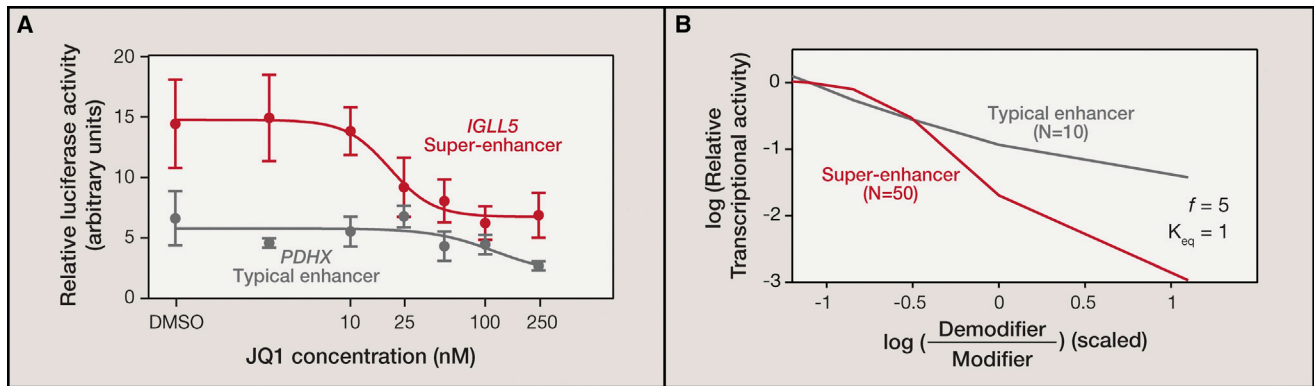 A
Relative luciferase activity
(arbitrary units)
20
15
10
5
0
IGLL5
Super-enhancer
PDHX
Typical enhancer
DMSO 10 25 100 250
JQ1 concentration (nM)
B
log (Relative
Transcriptional activity)
0
-1
-2
-3
Typical enhancer
(N=10)
Super-enhancer
(N=50)
f = 5
Keq = 1
-1 -0.5 0 0.5 1
log (Demodifier/Modifier) (scaled)